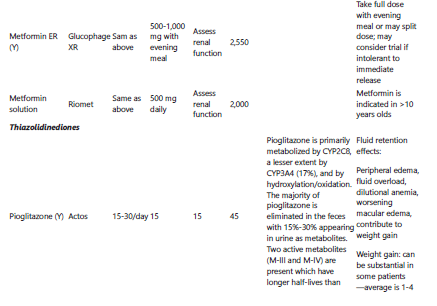 Take full dose
with evening
meal or may split
dose; may
consider trial if
intolerant to
immediate
release
Metformin ER
(Y)
Glucophage
XR
Same as
above
500-1,000
mg with
evening
meal
Assess
renal
function
2,550
Metformin
solution
Riomet
Same as
above
500 mg
daily
Assess
renal
function
2,000
Metformin is
indicated in >10
years olds
Thiazolidinediones
Pioglitazone (Y)
Actos
15-30/day
15
15
45
Pioglitazone is primarily
metabolized by CYP2C8,
a lesser extent by
CYP3A4 (17%), and by
hydroxylation/oxidation.
The majority of
pioglitazone is
eliminated in the feces
with 15%-30% appearing
in urine as metabolites.
Two active metabolites
(M-III and M-IV) are
present which have
longer half-lives than
Fluid retention
effects:
Peripheral edema,
fluid overload,
dilutional anemia,
worsening
macular edema,
contribute to
weight gain
Weight gain: can
be substantial in
some patients
—average is 1-4